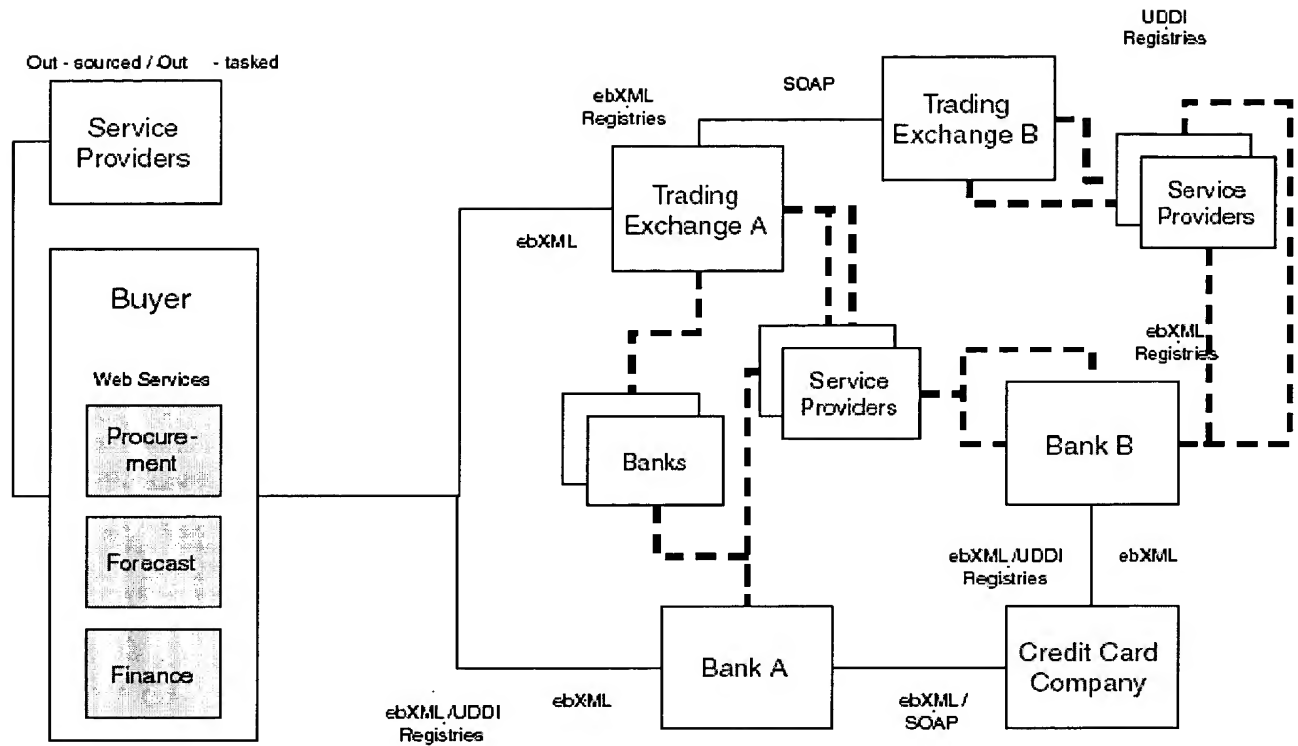 UDDI
Registries
Out - sourced / Out - tasked
Service
Providers
ebXML
Registries
SOAP
Trading
Exchange B
Service
Providers
Trading
Exchange A
ebXML
Buyer
Web Services
Procure-
ment
Forecast
Finance
Service
Providers
ebXML
Registries
Banks
Bank B
ebXML/UDDI
Registries
ebXML
Bank A
Credit Card
Company
ebXML/UDDI
Registries
ebXML
ebXML/
SOAP